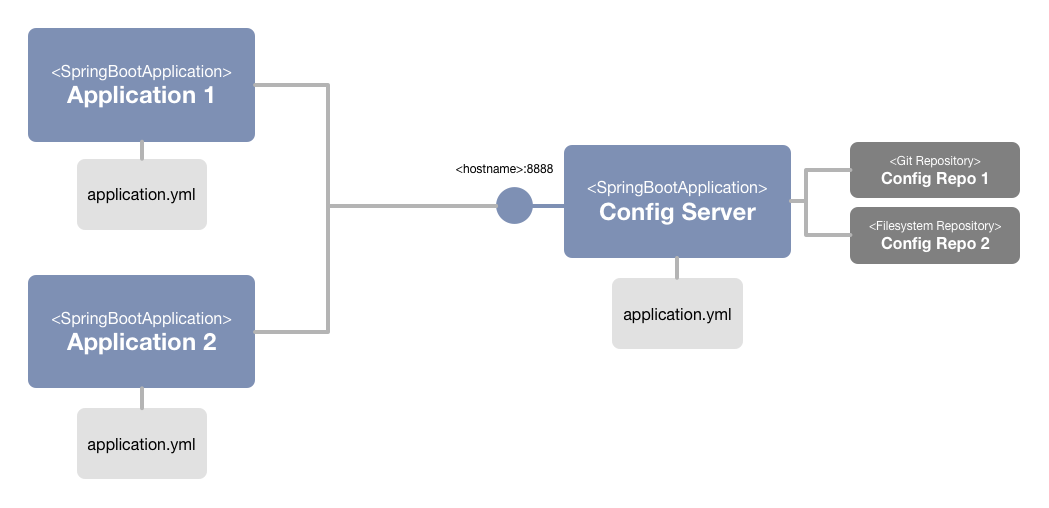 <SpringBootApplication>
Application 1
application.yml
<SpringBootApplication>
Application 2
application.yml
<hostname>:8888
<SpringBootApplication>
Config Server
application.yml
<Git Repository>
Config Repo 1
<Filesystem Repository>
Config Repo 2